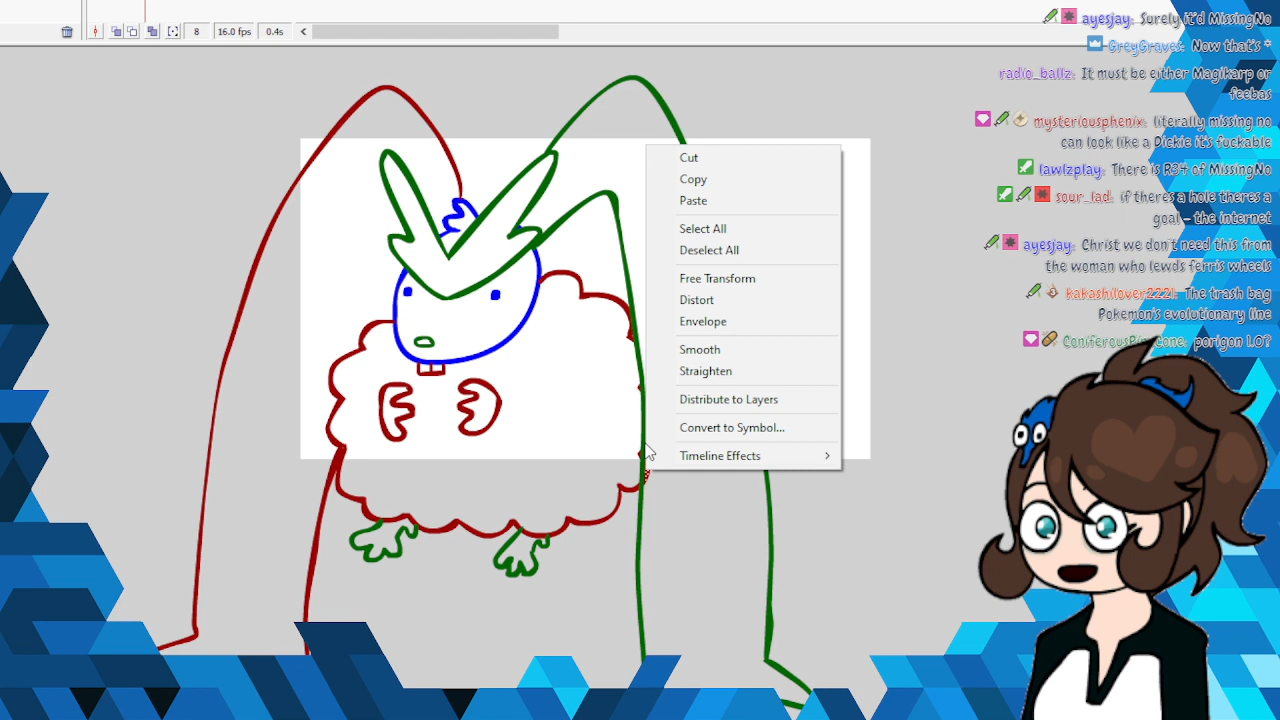 8 16.0 fps 0.4s
Cut
Copy
Paste
Select All
Deselect All
Free Transform
Distort
Envelope
Smooth
Straighten
Distribute to Layers
Convert to Symbol...
Timeline Effects
ayesjay: Surely it'd MissingNo
GreyGraves: Now that's *
radio_ballz: It must be either Magikarp or
feebas
mysteriousphenix: literally missing no
can look like a Dickie it's fuckable
lawlzplay: There is R34 of MissingNo
sour_lad: if theres a hole theres a
goal - the internet
ayesjay: Christ we don't need this from
the woman who lewds ferris wheels
kakashilover2221: The trash bag
Pokemon's evolutionary line
porigon 1.0?